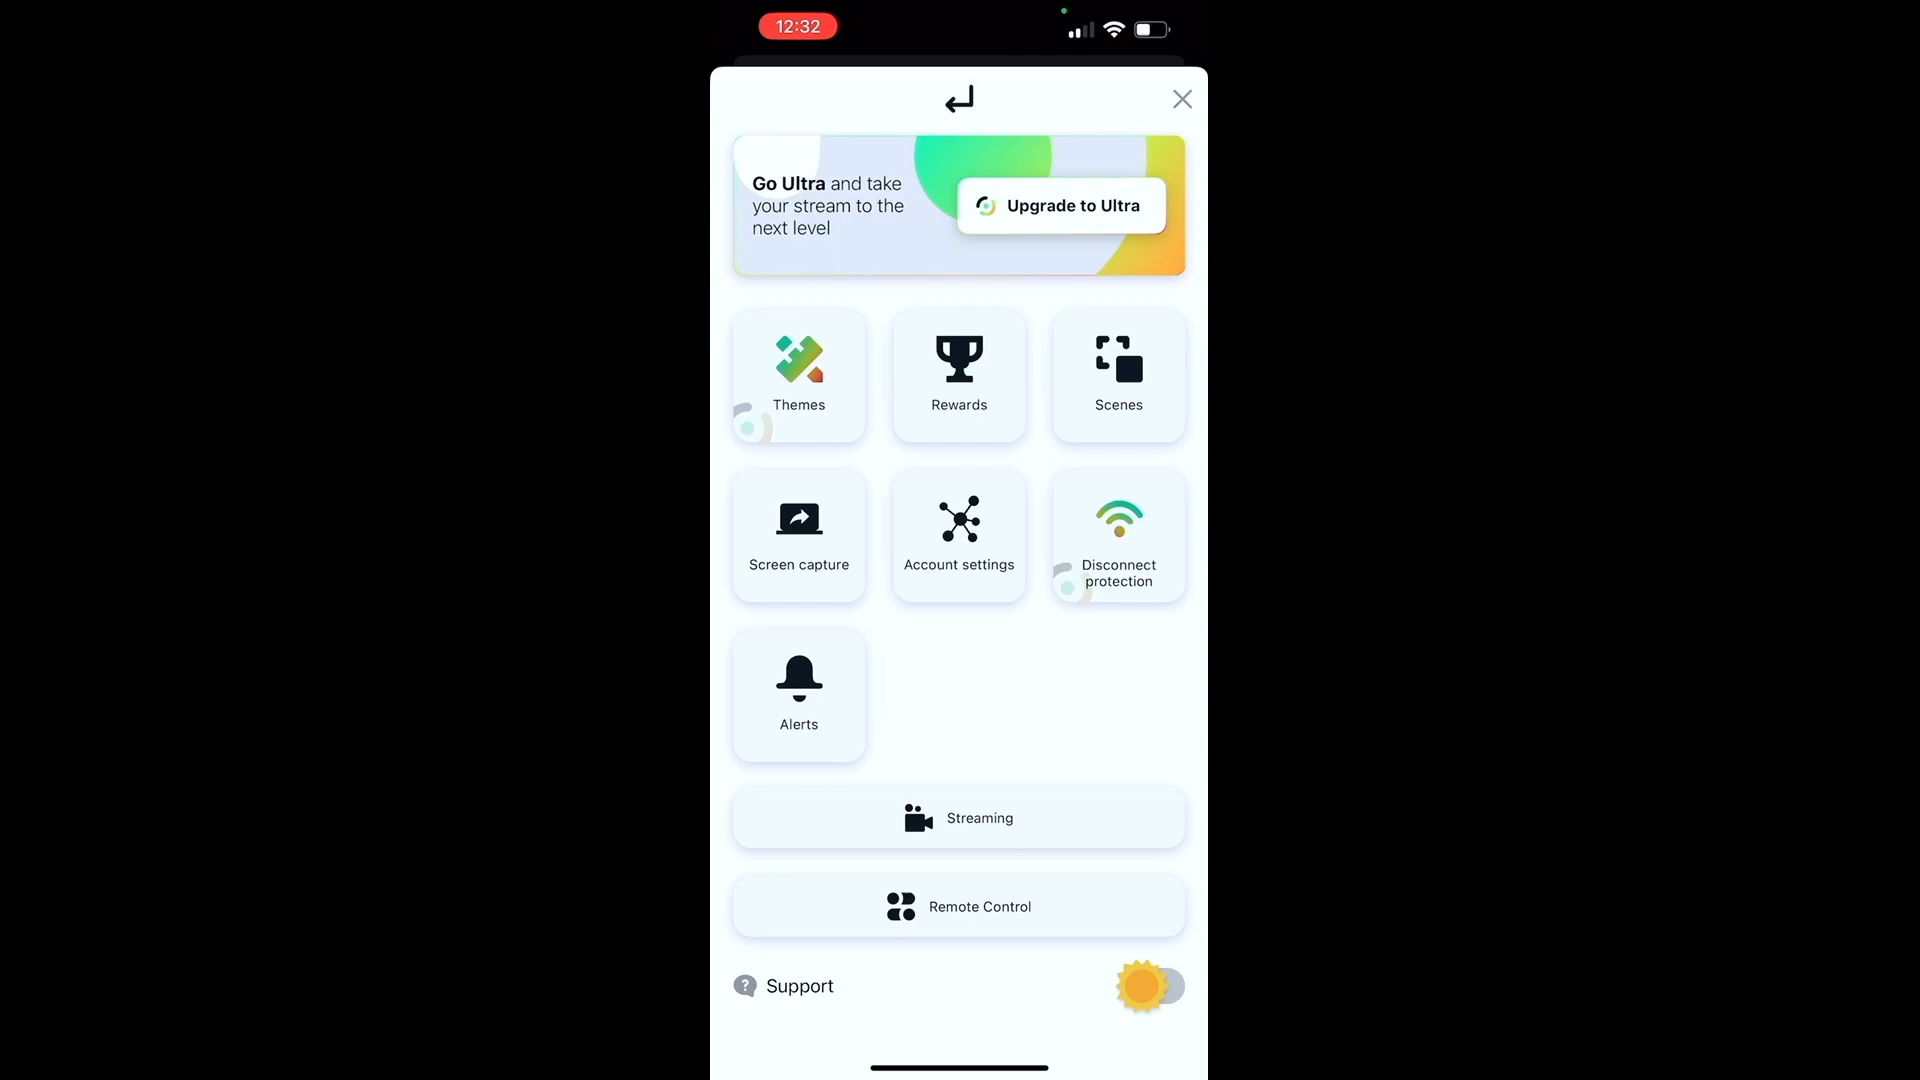 12:32
Go Ultra and take
your stream to the
next level
Upgrade to Ultra
Themes
Rewards
Scenes
Screen capture
Account settings
Disconnect
protection
Alerts
Streaming
Remote Control
? Support